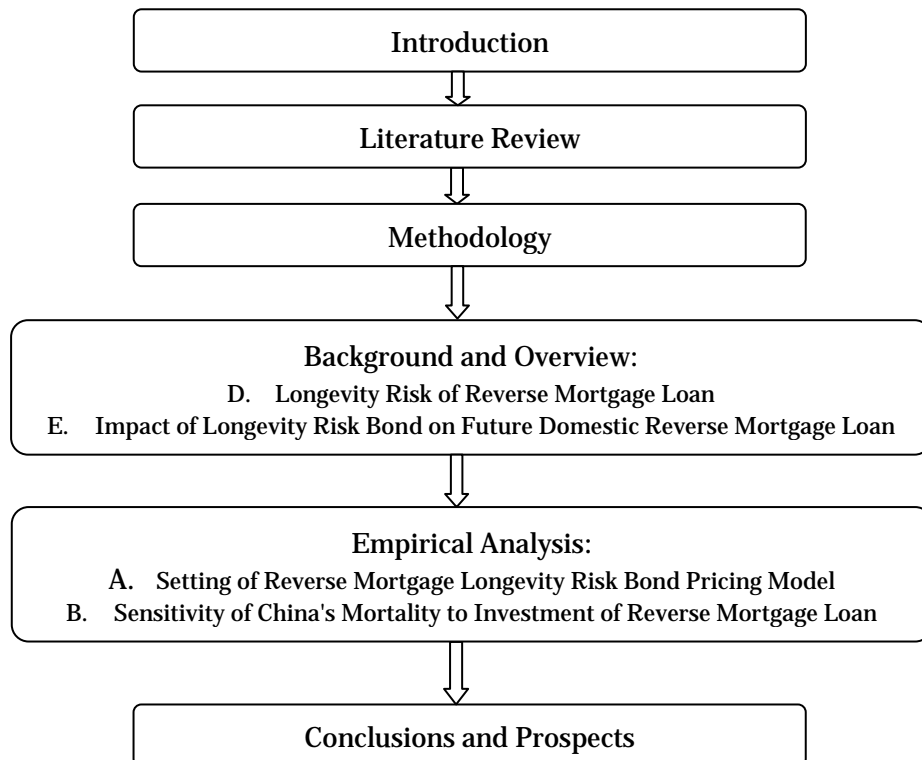 Introduction
Literature Review
Methodology
Background and Overview:
D. Longevity Risk of Reverse Mortgage Loan
E. Impact of Longevity Risk Bond on Future Domestic Reverse Mortgage Loan
Empirical Analysis:
A. Setting of Reverse Mortgage Longevity Risk Bond Pricing Model
B. Sensitivity of China's Mortality to Investment of Reverse Mortgage Loan
Conclusions and Prospects